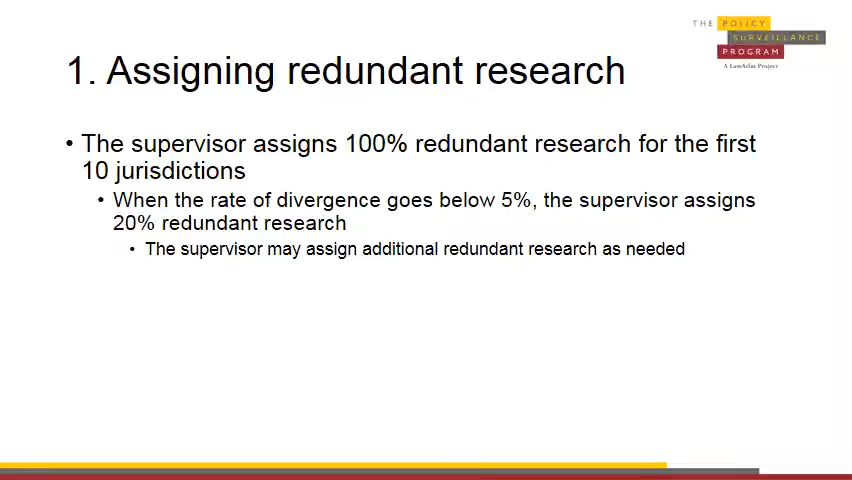 THE POLICY
SURVEILLANCE
PROGRAM
A LawAtlas Project
1. Assigning redundant research
• The supervisor assigns 100% redundant research for the first
10 jurisdictions
• When the rate of divergence goes below 5%, the supervisor assigns
20% redundant research
• The supervisor may assign additional redundant research as needed